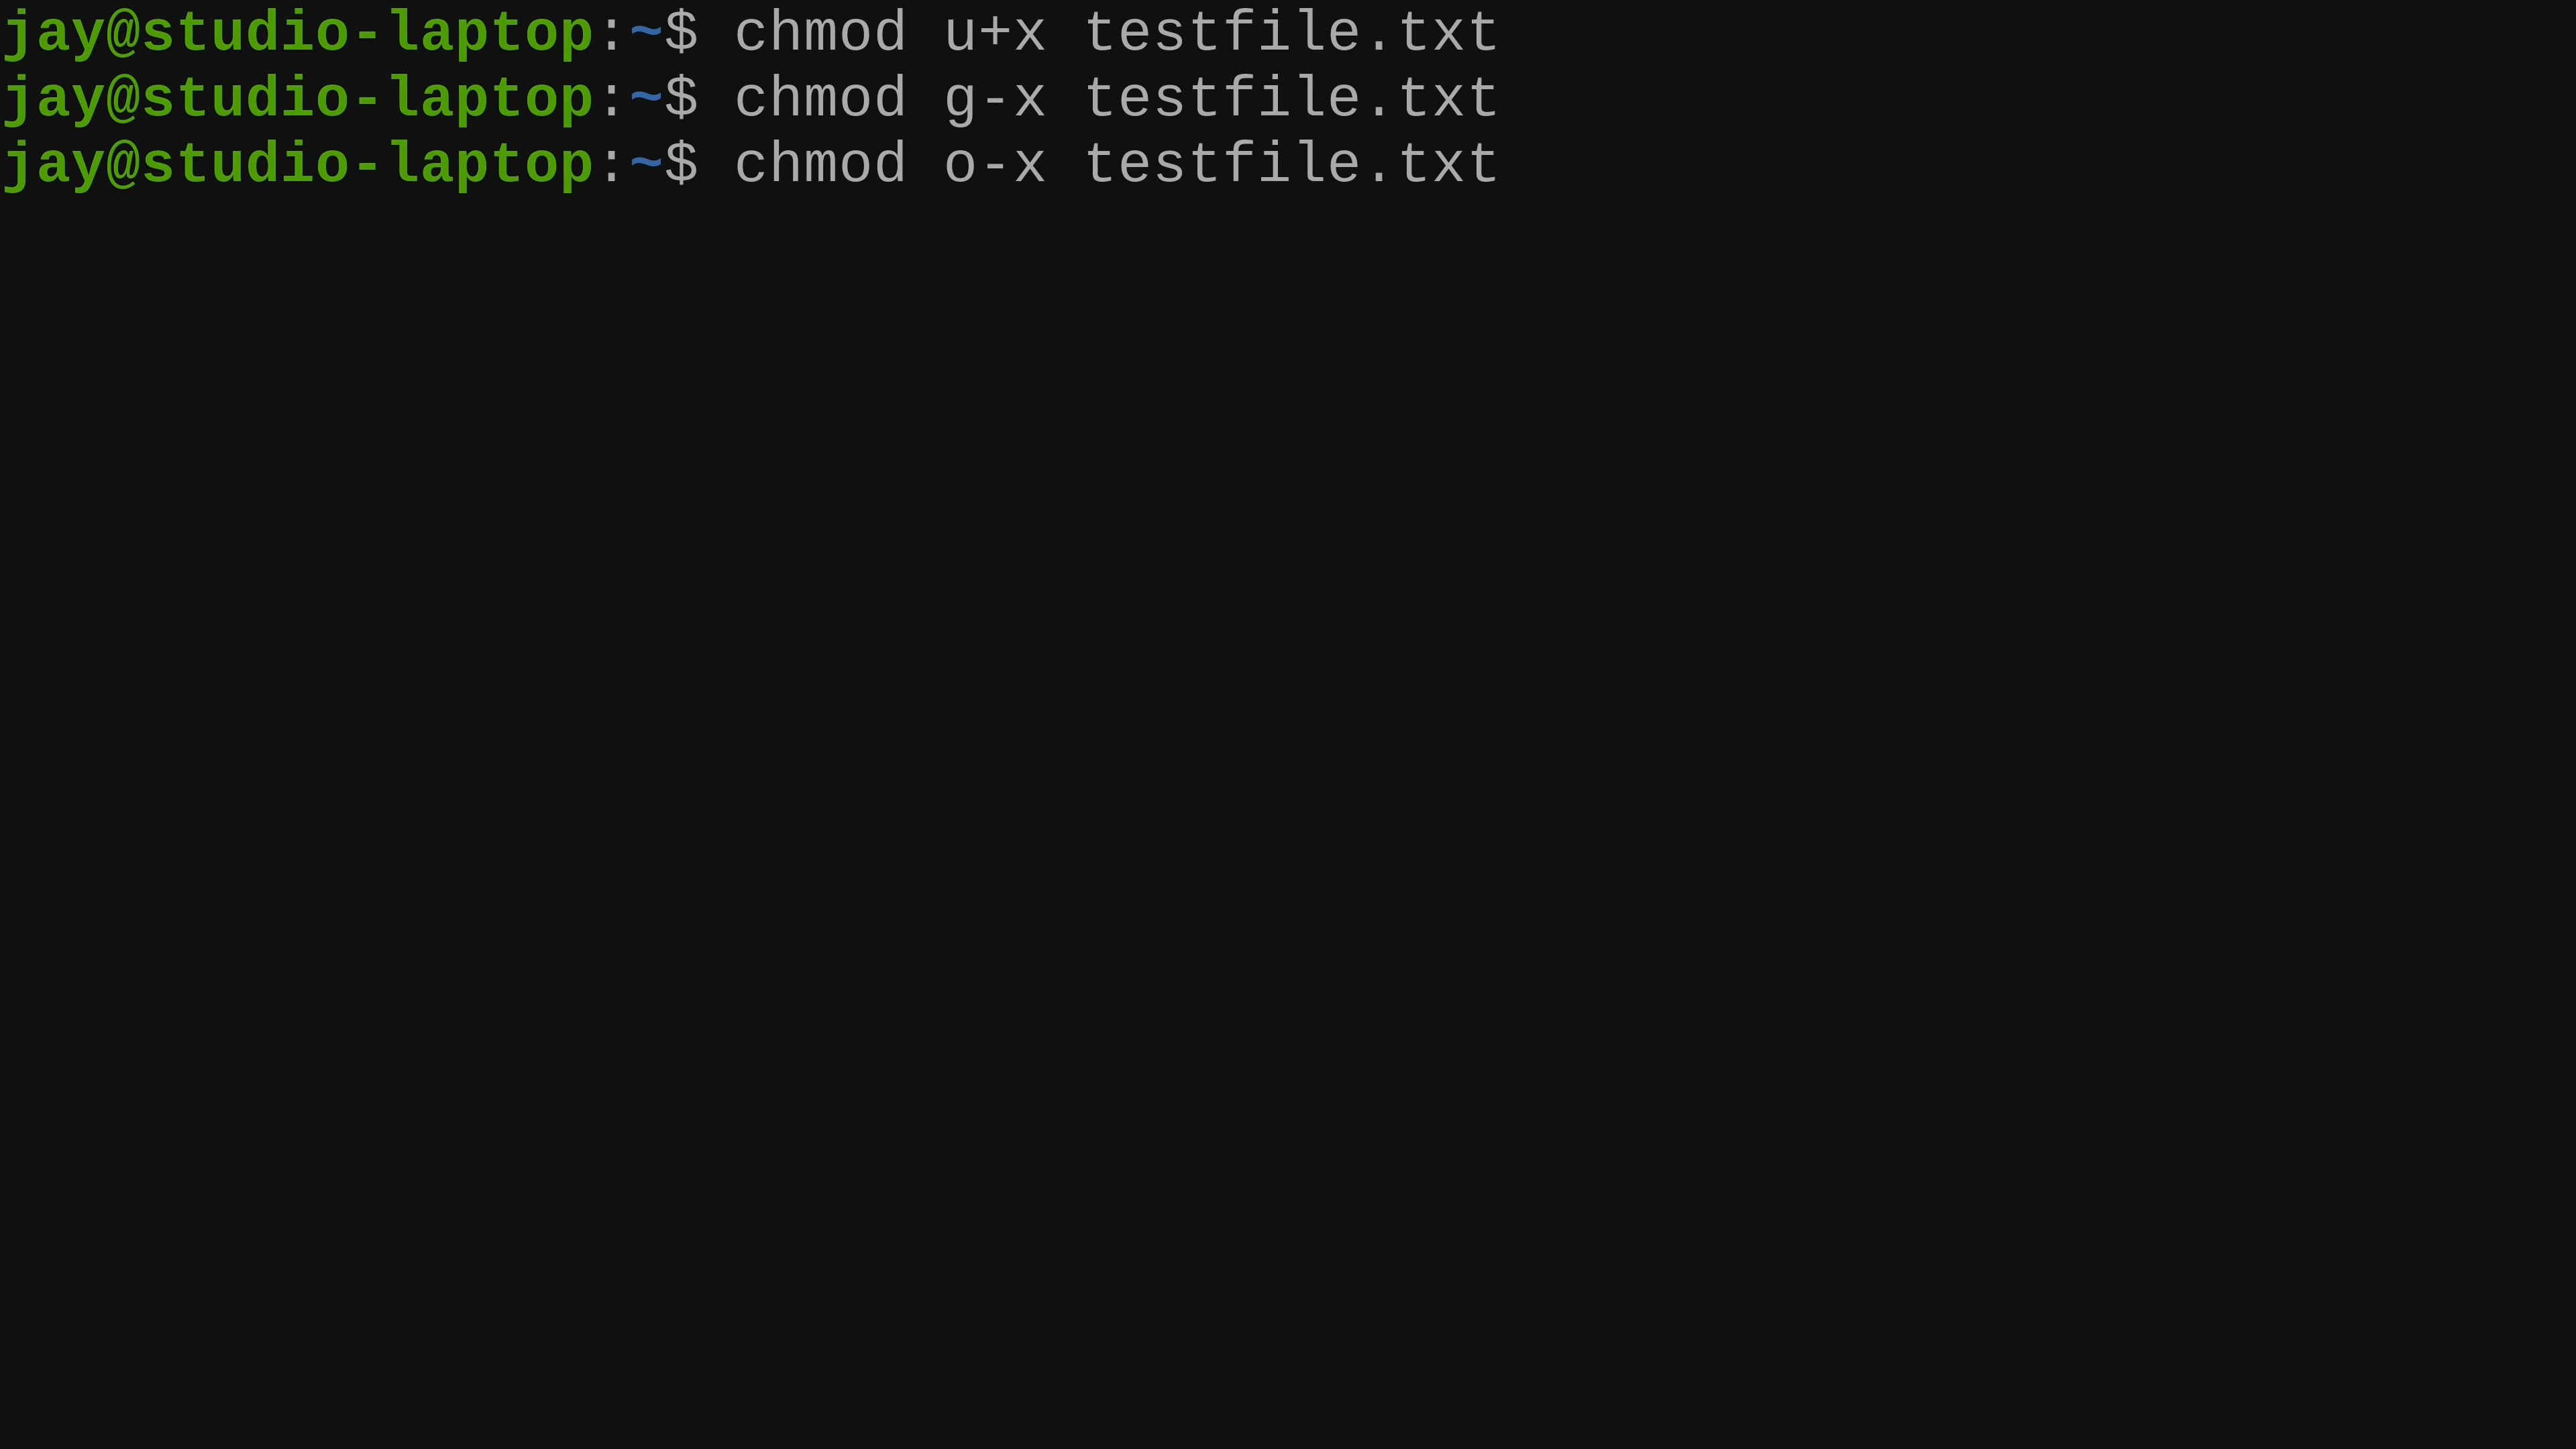 jay@studio-laptop:~$ chmod u+x testfile.txt
jay@studio-laptop:~$ chmod g-x testfile.txt
jay@studio-laptop:~$ chmod o-x testfile.txt